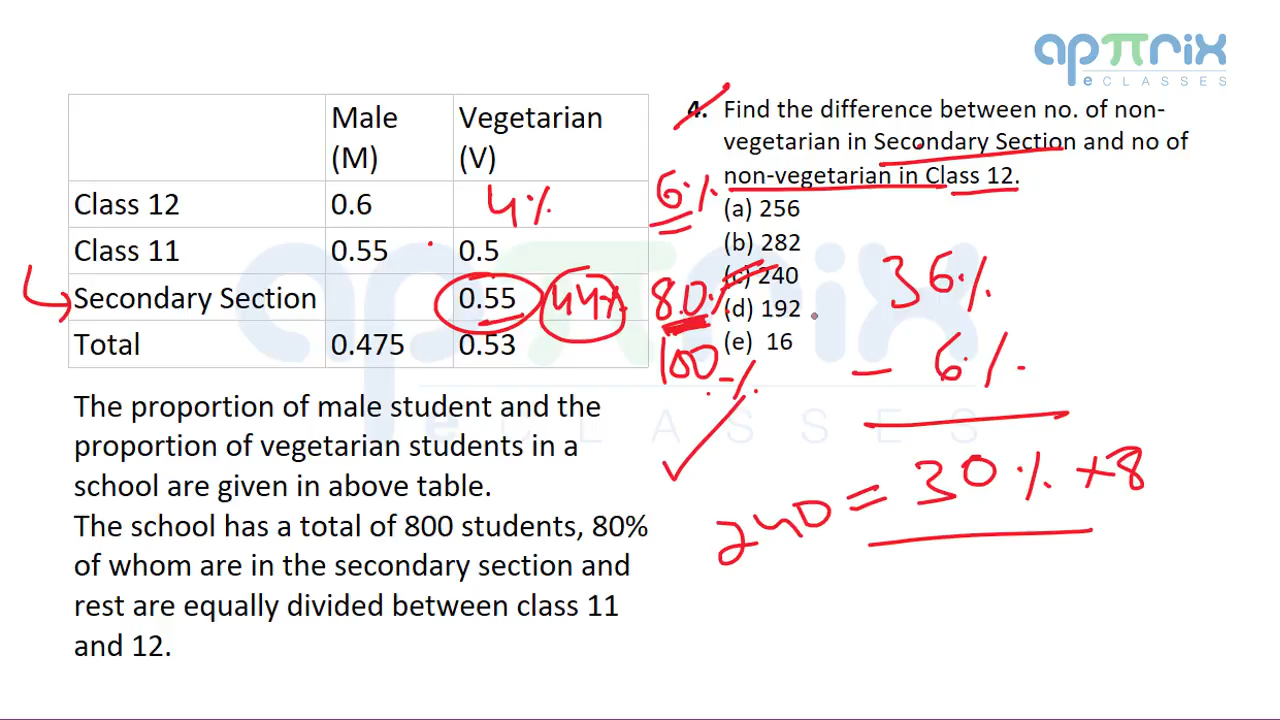 apπrix
eCLASSES
Male (M) Vegetarian (V)
Class 12 0.6 4% 6%
Class 11 0.55 0.5
Secondary Section 0.55 44% 80%
Total 0.475 0.53 100%
4. Find the difference between no. of non-
vegetarian in Secondary Section and no of
non-vegetarian in Class 12.
(a) 256
(b) 282
(c) 240
(d) 192
(e) 16
36%
- 6%
240 = 30% +8
The proportion of male student and the
proportion of vegetarian students in a
school are given in above table.
The school has a total of 800 students, 80%
of whom are in the secondary section and
rest are equally divided between class 11
and 12.